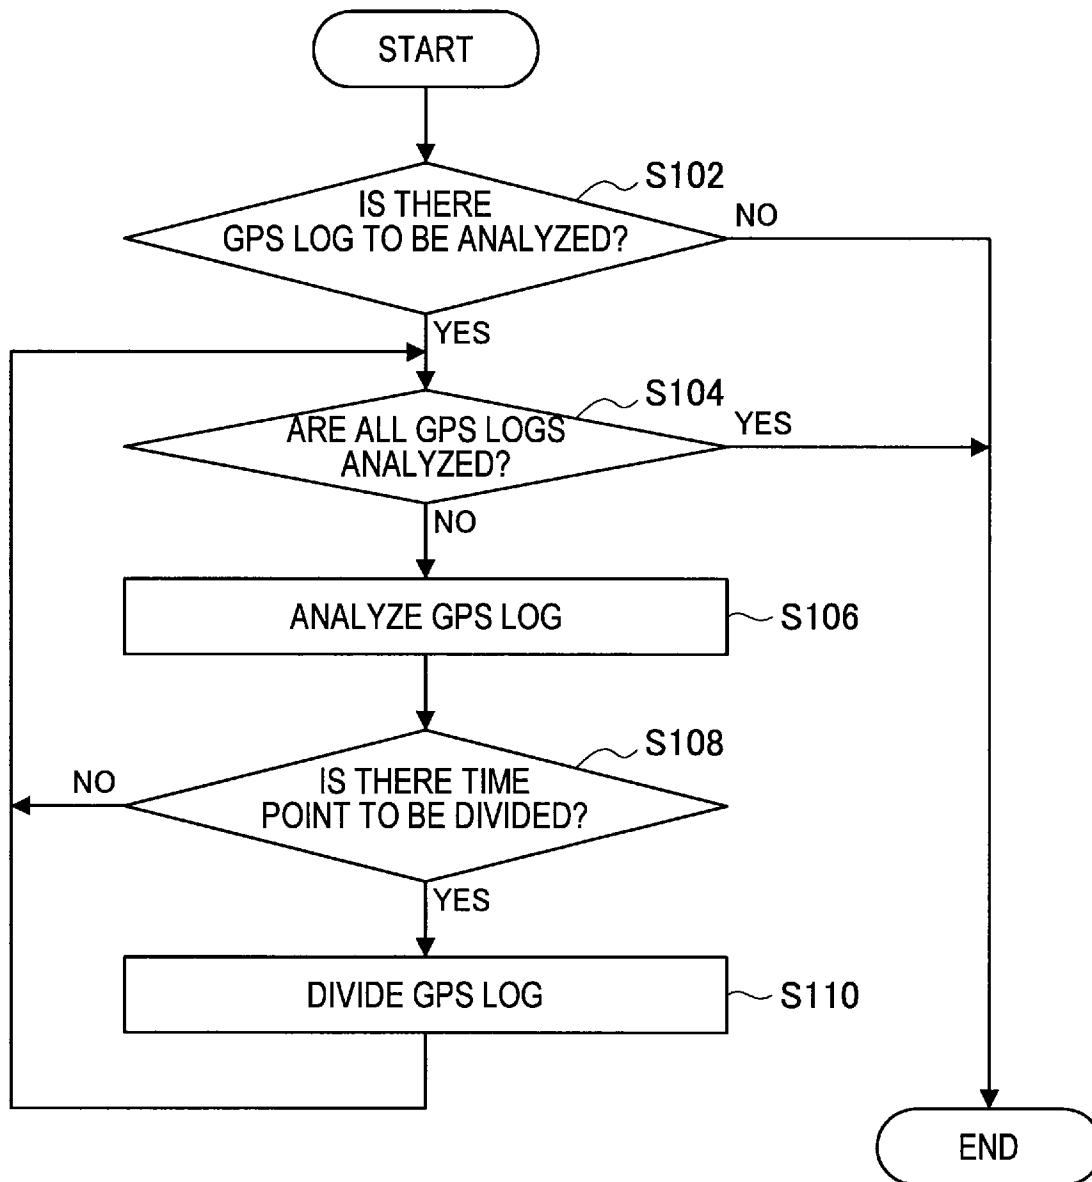 START
S102
IS THERE
GPS LOG TO BE ANALYZED?
NO
YES
S104
ARE ALL GPS LOGS
ANALYZED?
YES
NO
ANALYZE GPS LOG
S106
S108
IS THERE TIME
POINT TO BE DIVIDED?
NO
YES
DIVIDE GPS LOG
S110
END